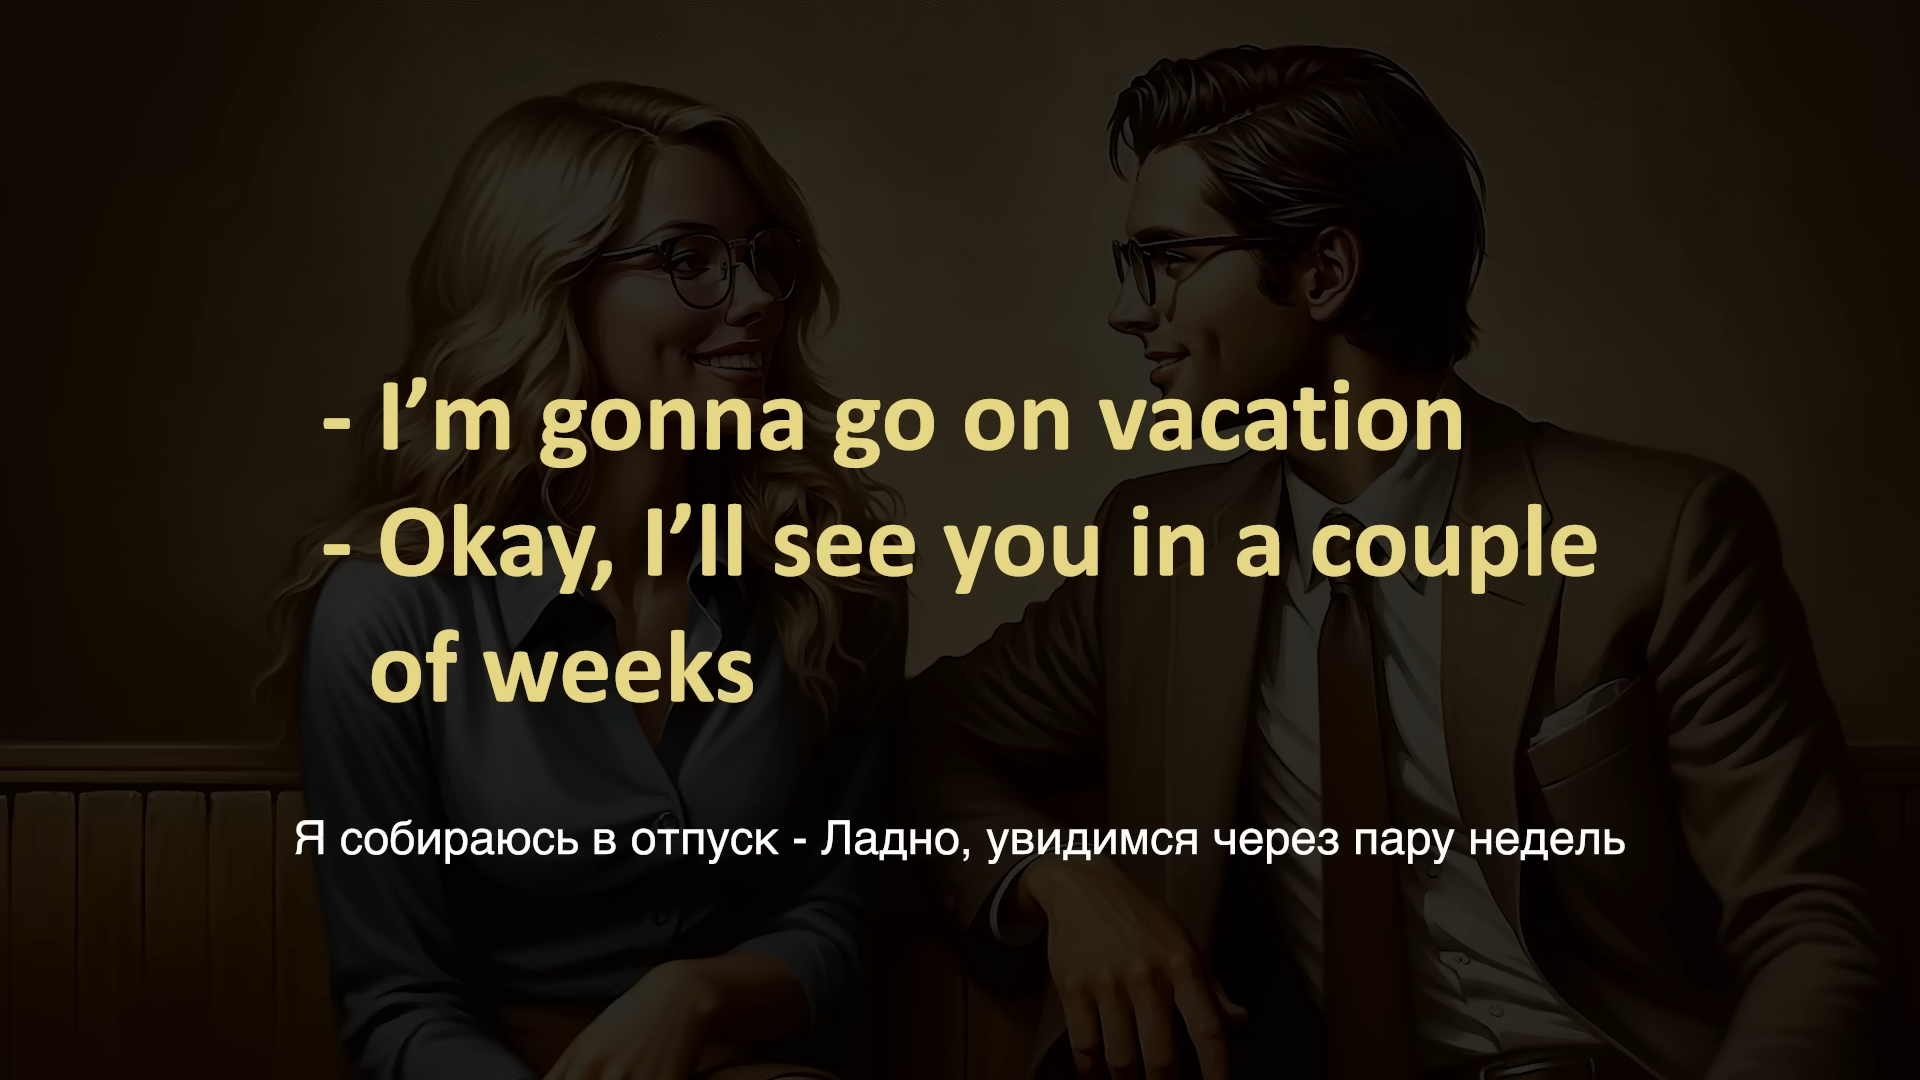 - I’m gonna go on vacation
- Okay, I’ll see you in a couple
of weeks
Я собираюсь в отпуск - Ладно, увидимся через пару недель